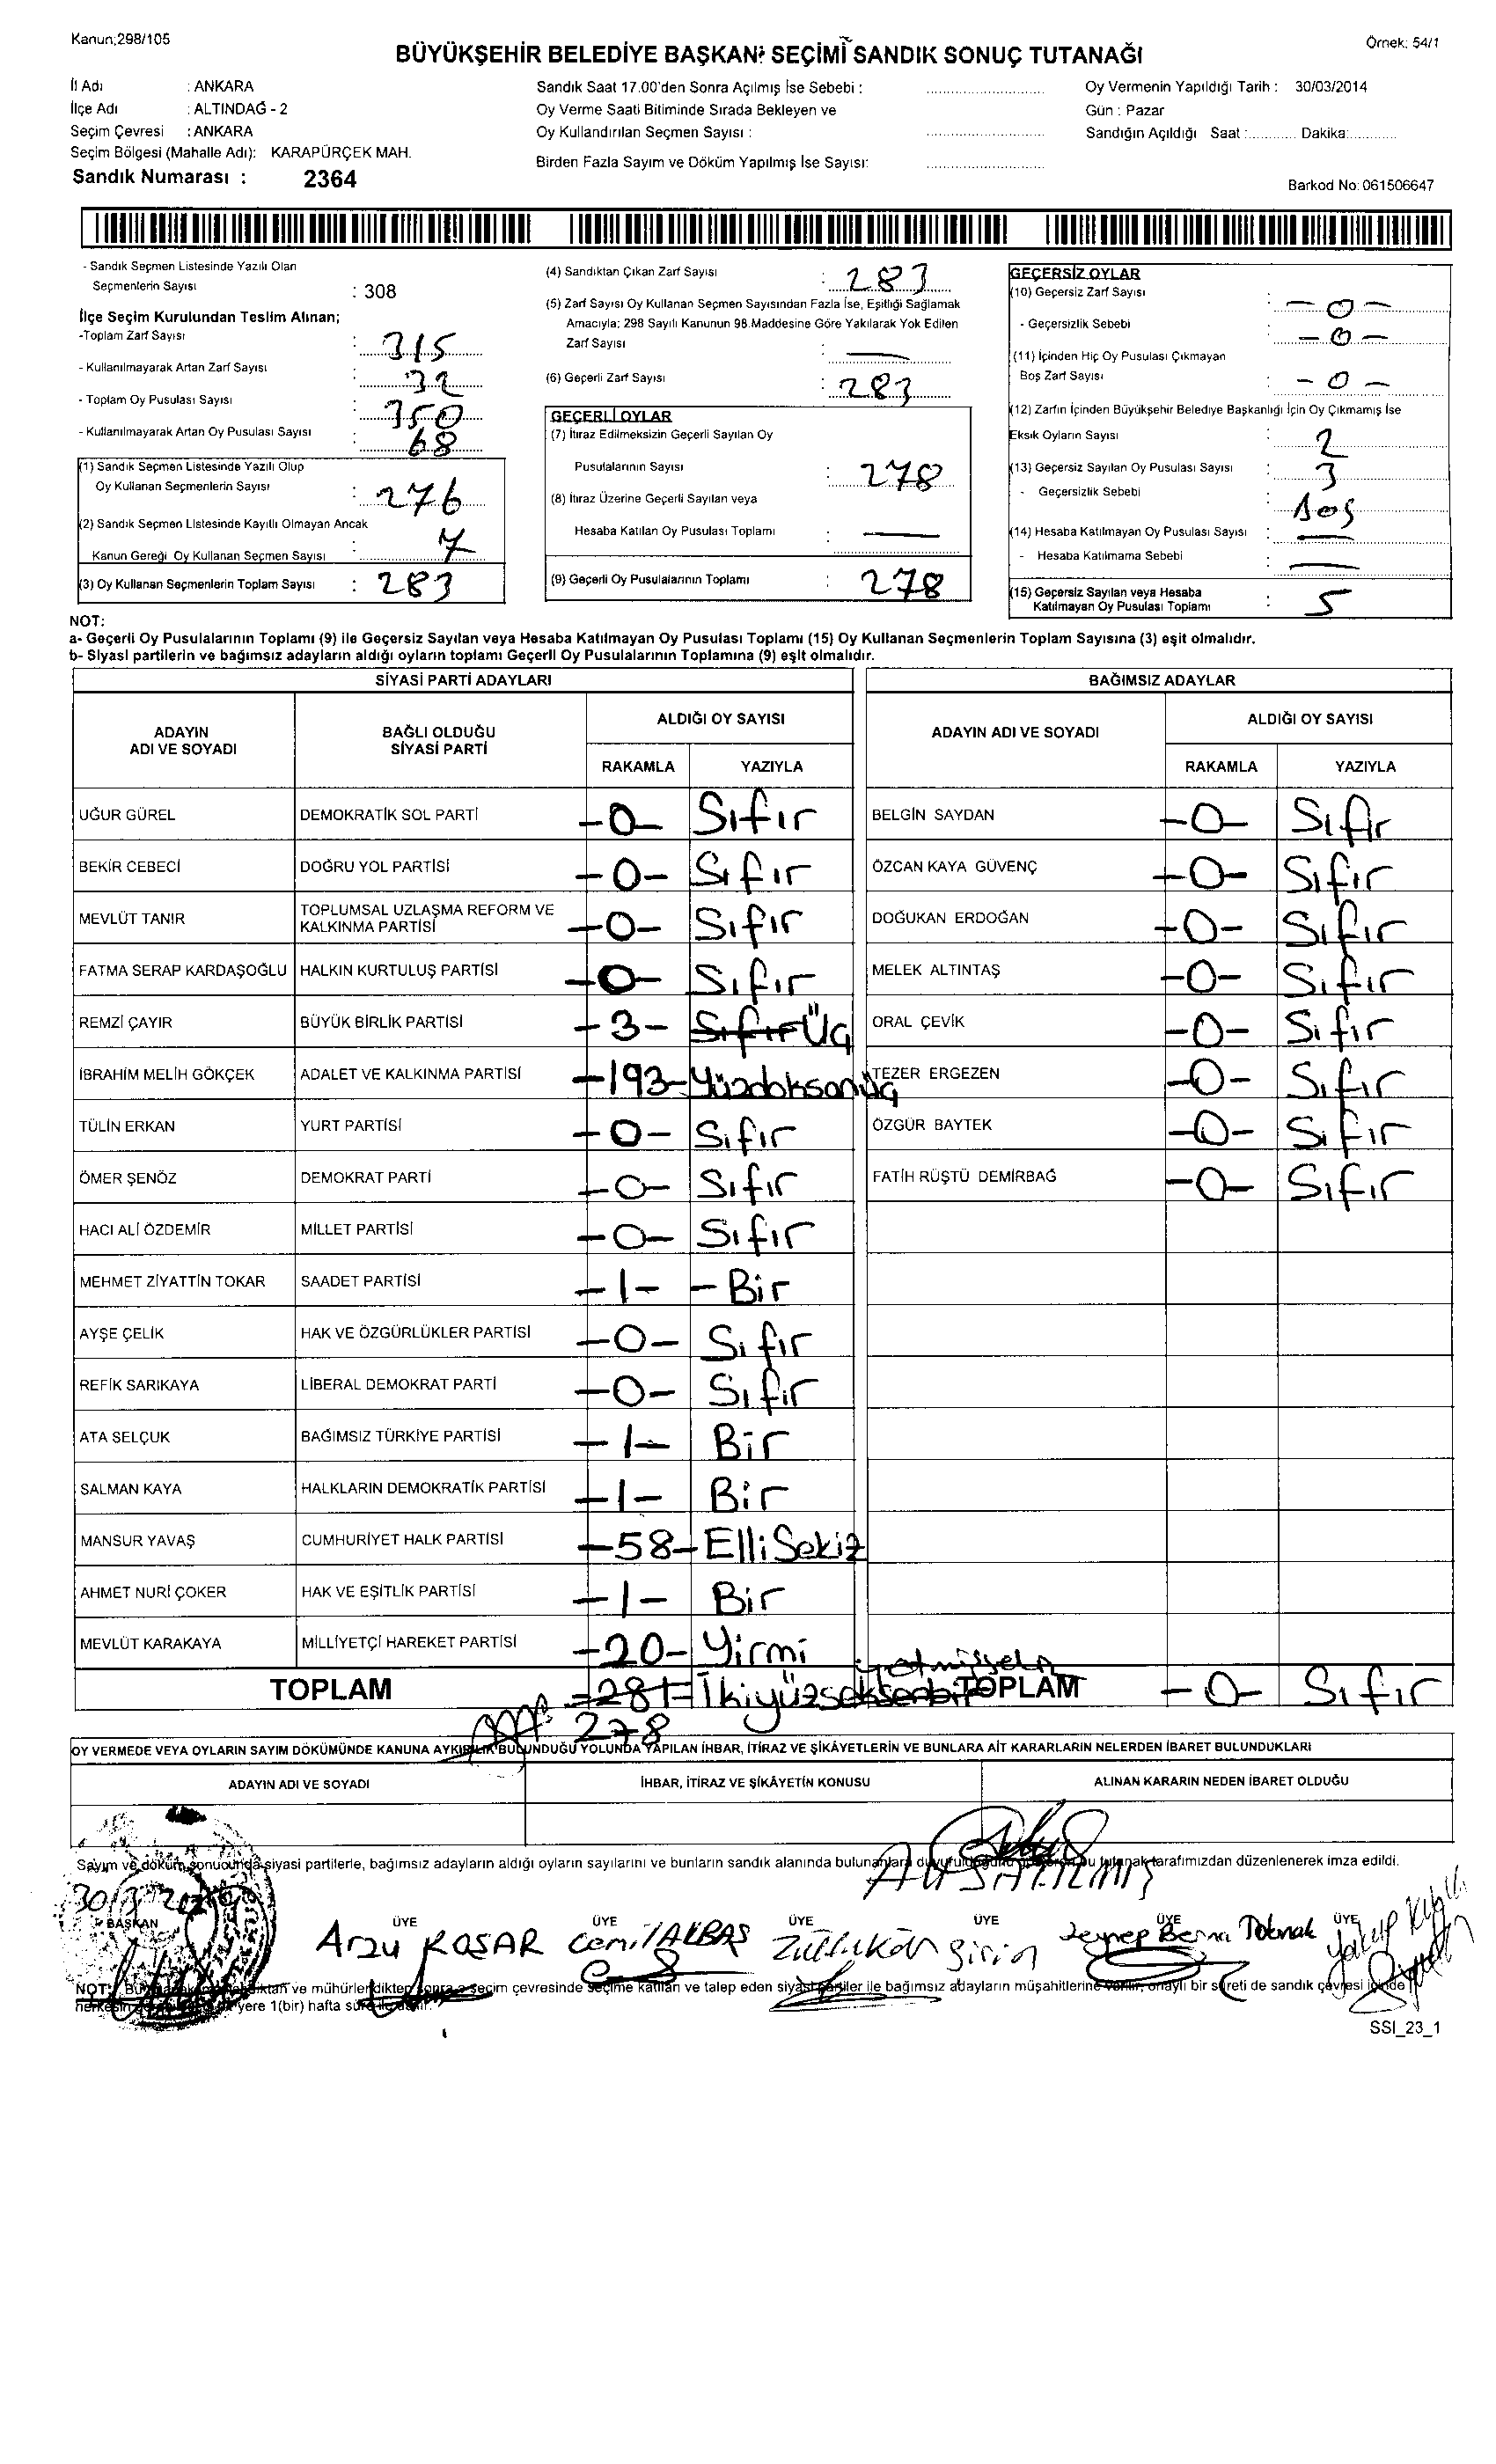 Kanun;298/105
Örnek: 54/1
BÜYÜKŞEHİR BELEDİYE BAŞKANI SEÇİMİ SANDIK SONUÇ TUTANAĞI
İl Adı : ANKARA
İlçe Adı : ALTINDAĞ - 2
Seçim Çevresi : ANKARA
Seçim Bölgesi (Mahalle Adı): KARAPÜRÇEK MAH.
Sandık Numarası : 2364
Sandık Saat 17.00'den Sonra Açılmış İse Sebebi :
Oy Verme Saati Bitiminde Sırada Bekleyen ve
Oy Kullandırılan Seçmen Sayısı :
Birden Fazla Sayım ve Döküm Yapılmış İse Sayısı:
Oy Vermenin Yapıldığı Tarih : 30/03/2014
Gün : Pazar
Sandığın Açıldığı Saat :............ Dakika:............
Barkod No: 061506647
- Sandık Seçmen Listesinde Yazılı Olan
Seçmenlerin Sayısı : 308
İlçe Seçim Kurulundan Teslim Alınan;
-Toplam Zarf Sayısı : 315
- Kullanılmayarak Artan Zarf Sayısı : 32
- Toplam Oy Pusulası Sayısı : 350
- Kullanılmayarak Artan Oy Pusulası Sayısı : 68
(1) Sandık Seçmen Listesinde Yazılı Olup
Oy Kullanan Seçmenlerin Sayısı : 276
(2) Sandık Seçmen Listesinde Kayıtlı Olmayan Ancak
Kanun Gereği Oy Kullanan Seçmen Sayısı : 7
(3) Oy Kullanan Seçmenlerin Toplam Sayısı : 283
(4) Sandıktan Çıkan Zarf Sayısı : 283
(5) Zarf Sayısı Oy Kullanan Seçmen Sayısından Fazla İse, Eşitliği Sağlamak
Amacıyla; 298 Sayılı Kanunun 98.Maddesine Göre Yakılarak Yok Edilen
Zarf Sayısı : —
(6) Geçerli Zarf Sayısı : 283
GEÇERLİ OYLAR
(7) İtiraz Edilmeksizin Geçerli Sayılan Oy
Pusulalarının Sayısı : 278
(8) İtiraz Üzerine Geçerli Sayılan veya
Hesaba Katılan Oy Pusulası Toplamı : —
(9) Geçerli Oy Pusulalarının Toplamı : 278
GEÇERSİZ OYLAR
(10) Geçersiz Zarf Sayısı : -0-
- Geçersizlik Sebebi : -0-
(11) İçinden Hiç Oy Pusulası Çıkmayan
Boş Zarf Sayısı : -0-
(12) Zarfın İçinden Büyükşehir Belediye Başkanlığı İçin Oy Çıkmamış İse
Eksik Oyların Sayısı : 2
(13) Geçersiz Sayılan Oy Pusulası Sayısı : 3
- Geçersizlik Sebebi : Boş
(14) Hesaba Katılmayan Oy Pusulası Sayısı : —
- Hesaba Katılmama Sebebi : —
(15) Geçersiz Sayılan veya Hesaba
Katılmayan Oy Pusulası Toplamı : 5
NOT:
a- Geçerli Oy Pusulalarının Toplamı (9) ile Geçersiz Sayılan veya Hesaba Katılmayan Oy Pusulası Toplamı (15) Oy Kullanan Seçmenlerin Toplam Sayısına (3) eşit olmalıdır.
b- Siyasi partilerin ve bağımsız adayların aldığı oyların toplamı Geçerli Oy Pusulalarının Toplamına (9) eşit olmalıdır.
SİYASİ PARTİ ADAYLARI
ADAYIN ADI VE SOYADI BAĞLI OLDUĞU SİYASİ PARTİ ALDIĞI OY SAYISI
RAKAMLA YAZIYLA
UĞUR GÜREL DEMOKRATİK SOL PARTİ -0- Sıfır
BEKİR CEBECİ DOĞRU YOL PARTİSİ -0- Sıfır
MEVLÜT TANIR TOPLUMSAL UZLAŞMA REFORM VE KALKINMA PARTİSİ -0- Sıfır
FATMA SERAP KARDAŞOĞLU HALKIN KURTULUŞ PARTİSİ -0- Sıfır
REMZİ ÇAYIR BÜYÜK BİRLİK PARTİSİ -3- Sıfır Üç
İBRAHİM MELİH GÖKÇEK ADALET VE KALKINMA PARTİSİ -193- Yüzdoksanüç
TÜLİN ERKAN YURT PARTİSİ -0- Sıfır
ÖMER ŞENÖZ DEMOKRAT PARTİ -0- Sıfır
HACI ALİ ÖZDEMİR MİLLET PARTİSİ -0- Sıfır
MEHMET ZİYATTİN TOKAR SAADET PARTİSİ -1- - Bir
AYŞE ÇELİK HAK VE ÖZGÜRLÜKLER PARTİSİ -0- Sıfır
REFİK SARIKAYA LİBERAL DEMOKRAT PARTİ -0- Sıfır
ATA SELÇUK BAĞIMSIZ TÜRKİYE PARTİSİ -1- Bir
SALMAN KAYA HALKLARIN DEMOKRATİK PARTİSİ -1- Bir
MANSUR YAVAŞ CUMHURİYET HALK PARTİSİ -58- Elli Sekiz
AHMET NURİ ÇOKER HAK VE EŞİTLİK PARTİSİ -1- Bir
MEVLÜT KARAKAYA MİLLİYETÇİ HAREKET PARTİSİ -20- Yirmi
TOPLAM -281- İkiyüzseksenbir
278
BAĞIMSIZ ADAYLAR
ADAYIN ADI VE SOYADI ALDIĞI OY SAYISI
RAKAMLA YAZIYLA
BELGİN SAYDAN -0- Sıfır
ÖZCAN KAYA GÜVENÇ -0- Sıfır
DOĞUKAN ERDOĞAN -0- Sıfır
MELEK ALTINTAŞ -0- Sıfır
ORAL ÇEVİK -0- Sıfır
TEZER ERGEZEN -0- Sıfır
ÖZGÜR BAYTEK -0- Sıfır
FATİH RÜŞTÜ DEMİRBAĞ -0- Sıfır
TOPLAM -0- Sıfır
OY VERMEDE VEYA OYLARIN SAYIM DÖKÜMÜNDE KANUNA AYKIRILIK BULUNDUĞU YOLUNDA YAPILAN İHBAR, İTİRAZ VE ŞİKÂYETLERİN VE BUNLARA AİT KARARLARIN NELERDEN İBARET BULUNDUKLARI
ADAYIN ADI VE SOYADI İHBAR, İTİRAZ VE ŞİKÂYETİN KONUSU ALINAN KARARIN NEDEN İBARET OLDUĞU
Sayım ve döküm sonucunda siyasi partilerle, bağımsız adayların aldığı oyların sayılarını ve bunların sandık alanında bulunanlara bu tutanak tarafımızdan düzenlenerek imza edildi.
BAŞKAN ÜYE ÜYE ÜYE ÜYE ÜYE ÜYE
Arzu KOSAR Cemil AKBAŞ Zülfükar Zeynep Berna Yakup
NOT: ve mühürlendikten sonra o seçim çevresinde seçime katılan ve talep eden siyasi partiler ile bağımsız adayların müşahitlerine verilir, onaylı bir sureti de sandık çevresi içinde
yere 1(bir) hafta
SSI_23_1